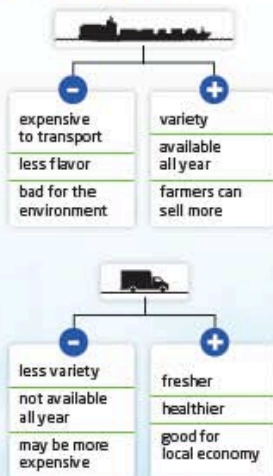 −
+
expensive
to transport
less flavor
bad for the
environment
variety
available
all year
farmers can
sell more
−
+
less variety
not available
all year
may be more
expensive
fresher
healthier
good for
local economy